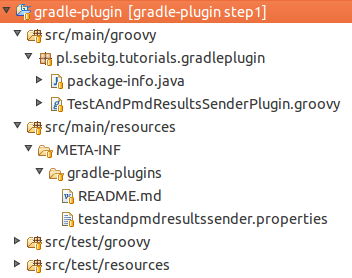 gradle-plugin [gradle-plugin step1]
src/main/groovy
pl.sebitg.tutorials.gradleplugin
package-info.java
TestAndPmdResultsSenderPlugin.groovy
src/main/resources
META-INF
gradle-plugins
README.md
testandpmdresultssender.properties
src/test/groovy
src/test/resources